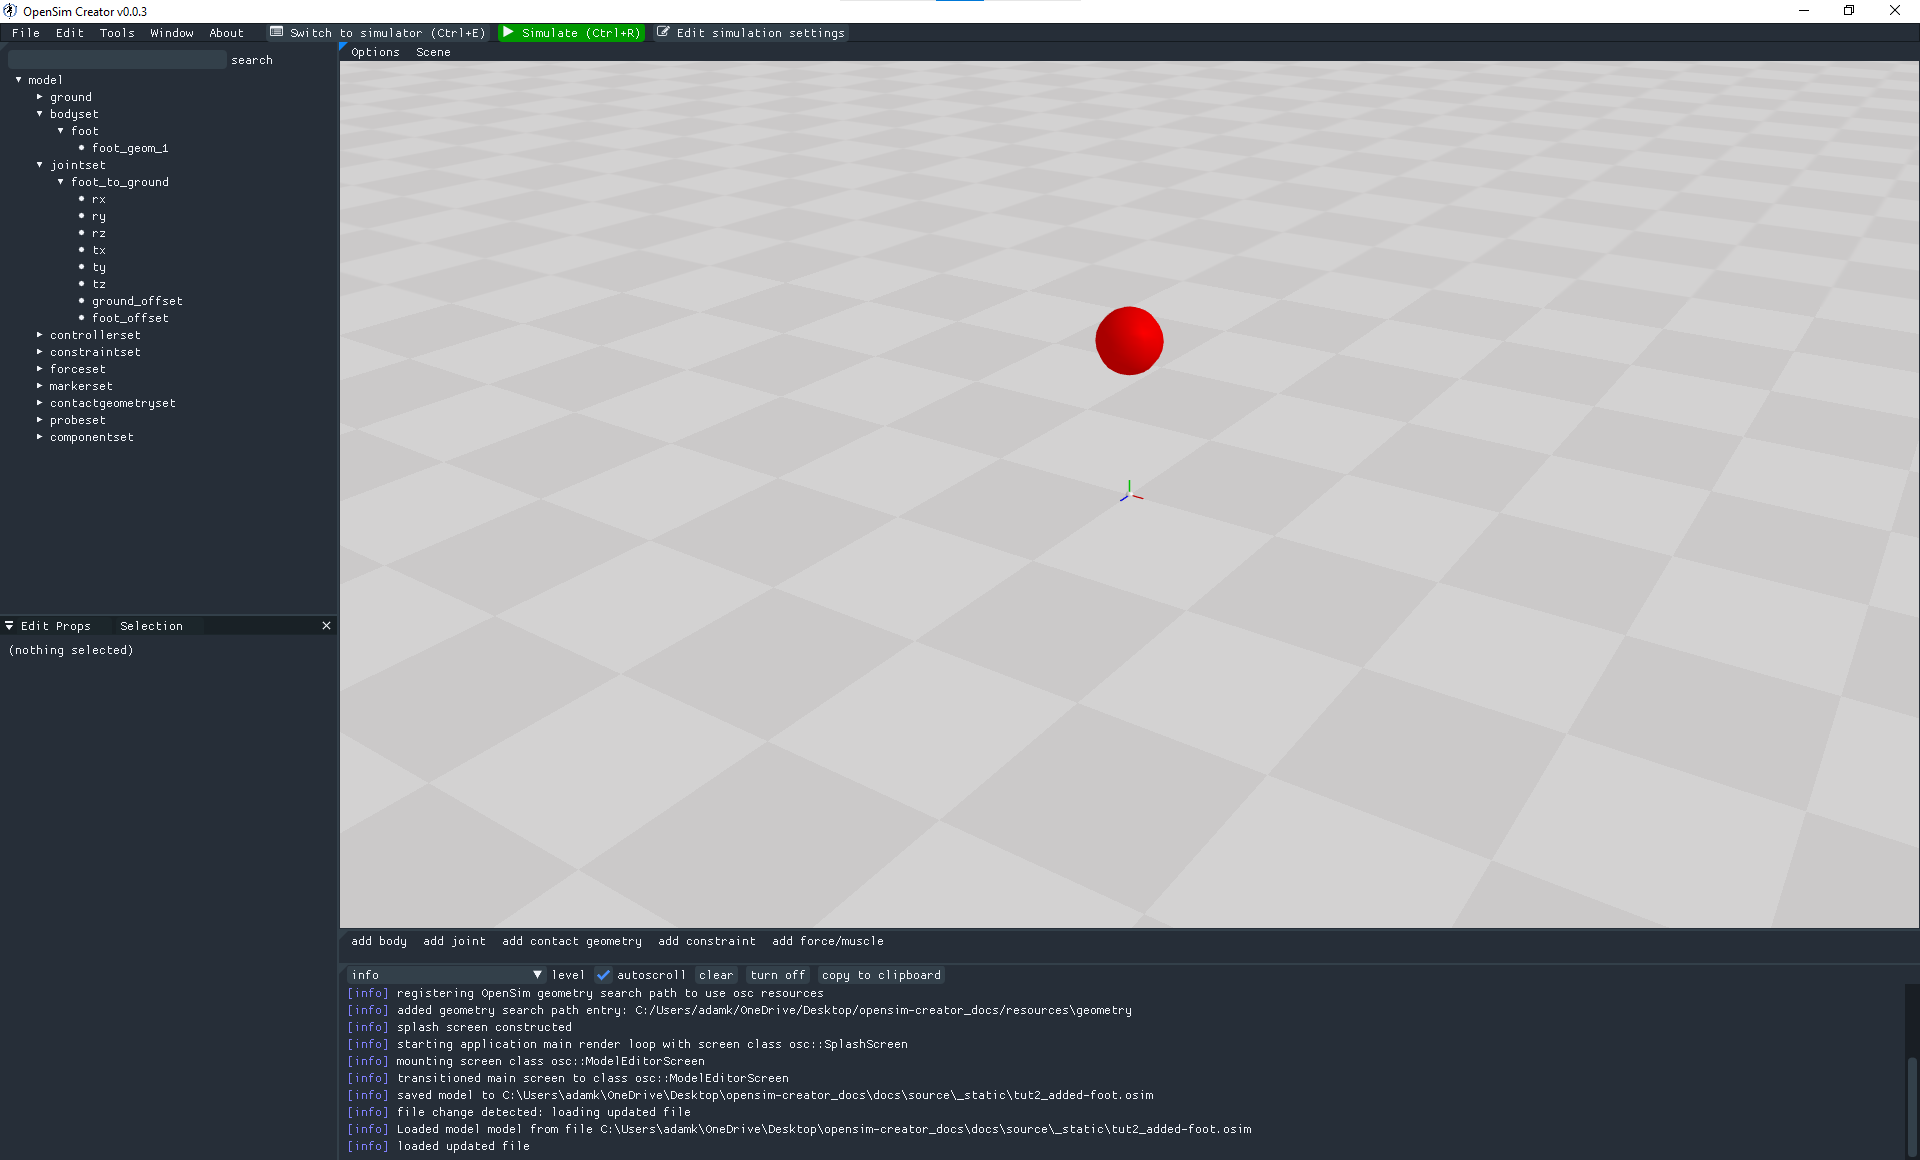 OpenSim Creator v0.0.3
File Edit Tools Window About Switch to simulator (Ctrl+E) Simulate (Ctrl+R) Edit simulation settings
Options Scene
search
model
ground
bodyset
foot
foot_geom_1
jointset
foot_to_ground
rx
ry
rz
tx
ty
tz
ground_offset
foot_offset
controllerset
constraintset
forceset
markerset
contactgeometryset
probeset
componentset
Edit Props Selection
(nothing selected)
add body add joint add contact geometry add constraint add force/muscle
info level autoscroll clear turn off copy to clipboard
[info] registering OpenSim geometry search path to use osc resources
[info] added geometry search path entry: C:/Users/adamk/OneDrive/Desktop/opensim-creator_docs/resources\geometry
[info] splash screen constructed
[info] starting application main render loop with screen class osc::SplashScreen
[info] mounting screen class osc::ModelEditorScreen
[info] transitioned main screen to class osc::ModelEditorScreen
[info] saved model to C:\Users\adamk\OneDrive\Desktop\opensim-creator_docs\docs\source\_static\tut2_added-foot.osim
[info] file change detected: loading updated file
[info] Loaded model model from file C:\Users\adamk\OneDrive\Desktop\opensim-creator_docs\docs\source\_static\tut2_added-foot.osim
[info] loaded updated file